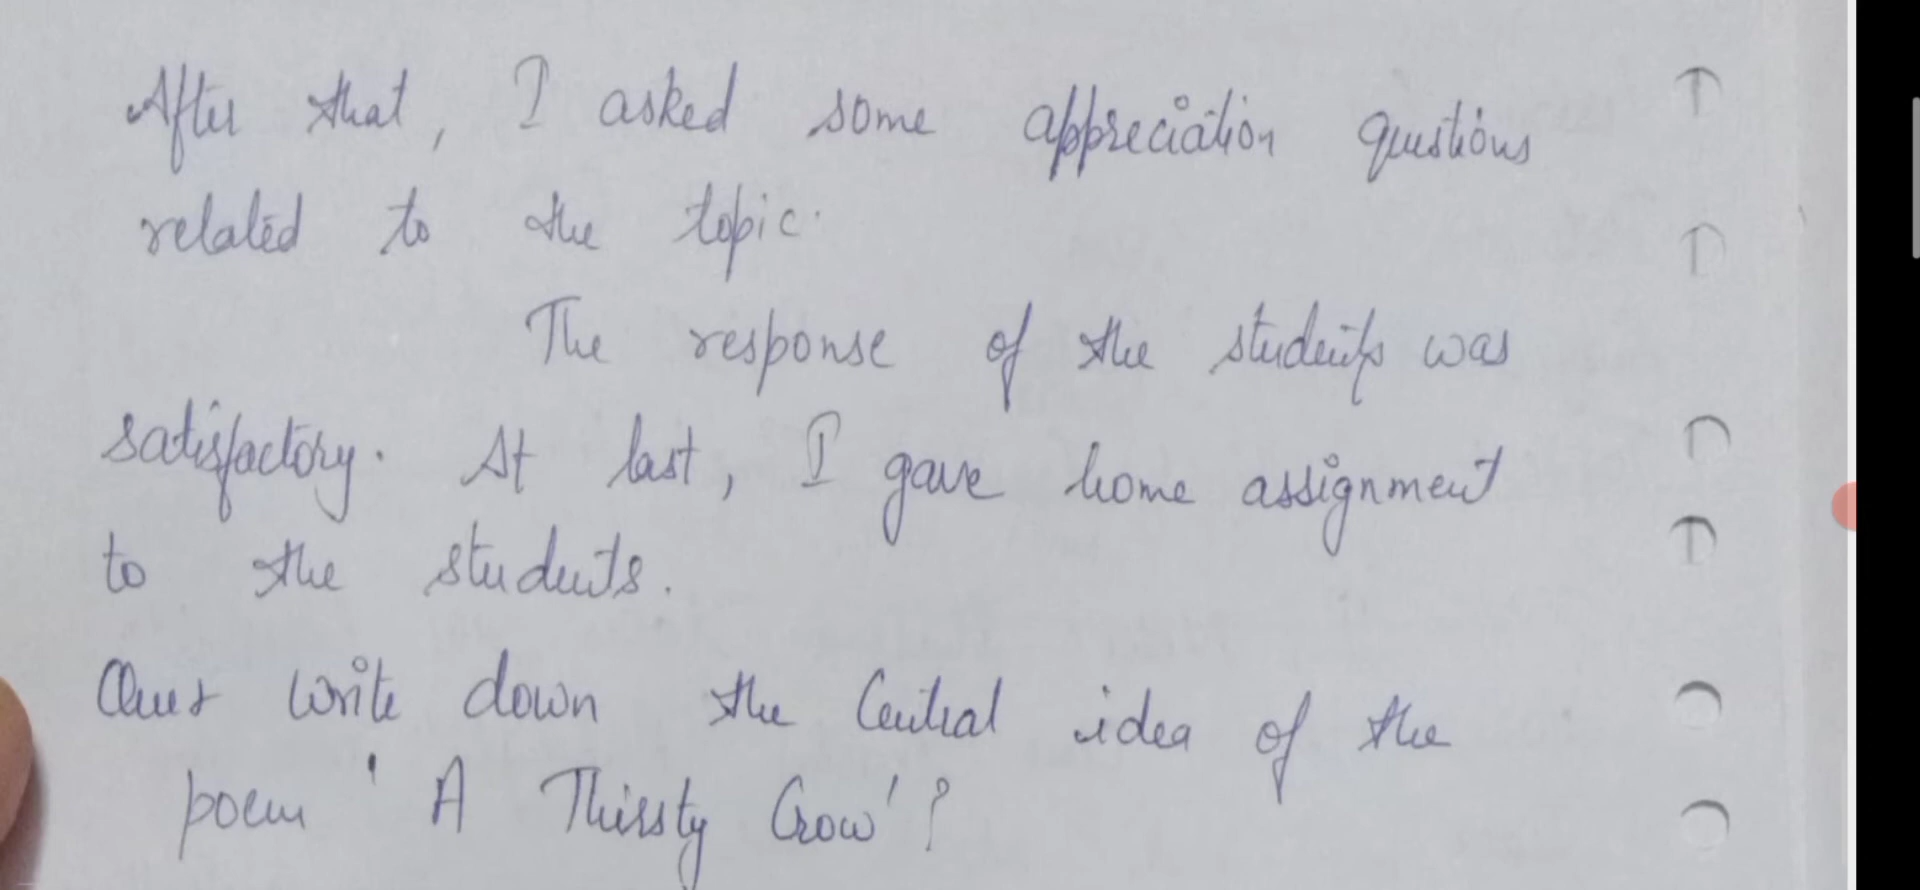 After that, I asked some appreciation questions
related to the topic.
The response of the students was
satisfactory. At last, I gave home assignment
to the students.
Ques Write down the Central idea of the
poem ' A Thirsty Crow' ?